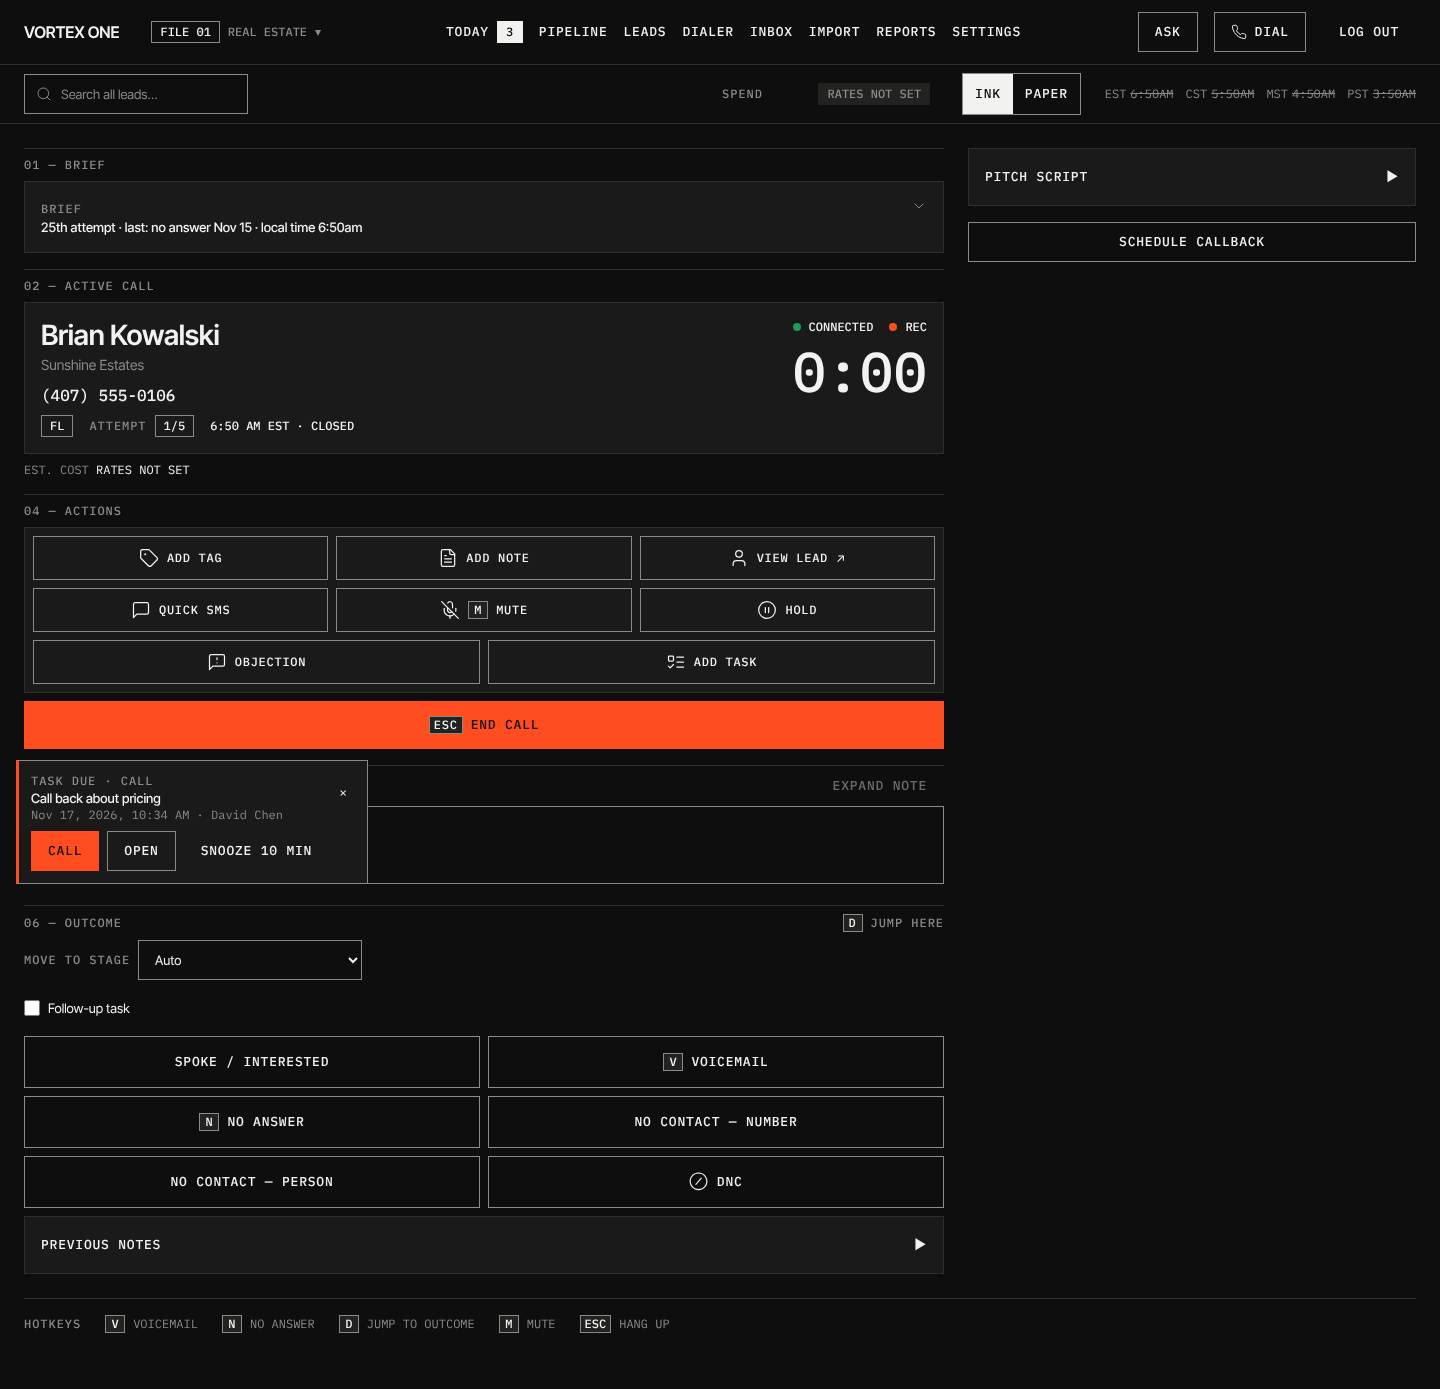 VORTEX ONE
FILE 01 REAL ESTATE ▾
TODAY 3 PIPELINE LEADS DIALER INBOX IMPORT REPORTS SETTINGS
ASK DIAL LOG OUT
Search all leads...
SPEND RATES NOT SET
INK PAPER
EST 6:50AM CST 5:50AM MST 4:50AM PST 3:50AM
01 — BRIEF
BRIEF
25th attempt · last: no answer Nov 15 · local time 6:50am
PITCH SCRIPT ▶
SCHEDULE CALLBACK
02 — ACTIVE CALL
Brian Kowalski
Sunshine Estates
(407) 555-0106
FL ATTEMPT 1/5 6:50 AM EST · CLOSED
CONNECTED REC
0:00
EST. COST RATES NOT SET
04 — ACTIONS
ADD TAG ADD NOTE VIEW LEAD ↗
QUICK SMS M MUTE HOLD
OBJECTION ADD TASK
ESC END CALL
TASK DUE · CALL
Call back about pricing ×
Nov 17, 2026, 10:34 AM · David Chen
CALL OPEN SNOOZE 10 MIN
EXPAND NOTE
06 — OUTCOME D JUMP HERE
MOVE TO STAGE Auto
Follow-up task
SPOKE / INTERESTED V VOICEMAIL
N NO ANSWER NO CONTACT — NUMBER
NO CONTACT — PERSON DNC
PREVIOUS NOTES ▶
HOTKEYS V VOICEMAIL N NO ANSWER D JUMP TO OUTCOME M MUTE ESC HANG UP